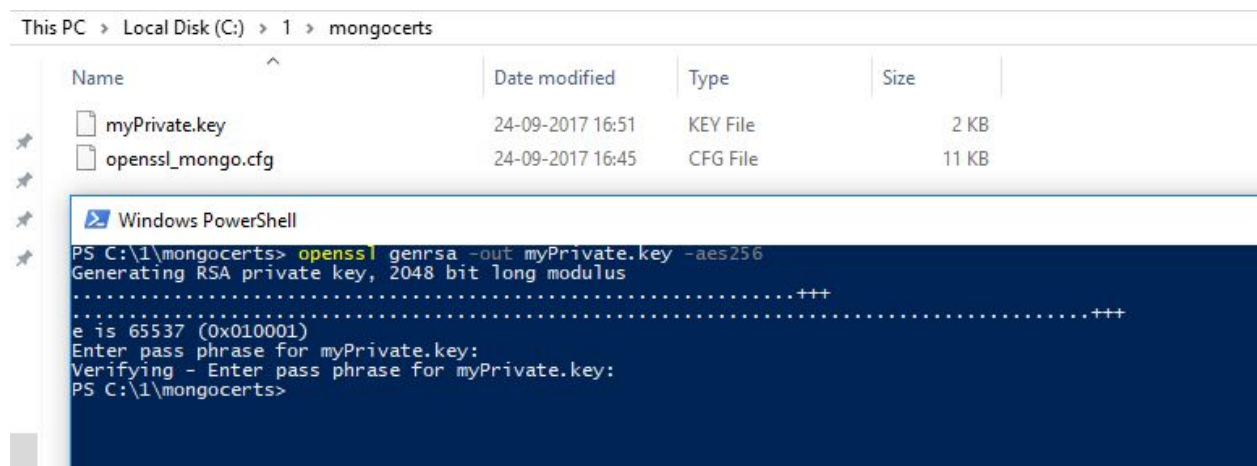 This PC > Local Disk (C:) > 1 > mongocerts
Name Date modified Type Size
myPrivate.key 24-09-2017 16:51 KEY File 2 KB
openssl_mongo.cfg 24-09-2017 16:45 CFG File 11 KB
Windows PowerShell
PS C:\1\mongocerts> openssl genrsa -out myPrivate.key -aes256
Generating RSA private key, 2048 bit long modulus
................................................................+++
..........................................................................................+++
e is 65537 (0x010001)
Enter pass phrase for myPrivate.key:
Verifying - Enter pass phrase for myPrivate.key:
PS C:\1\mongocerts>